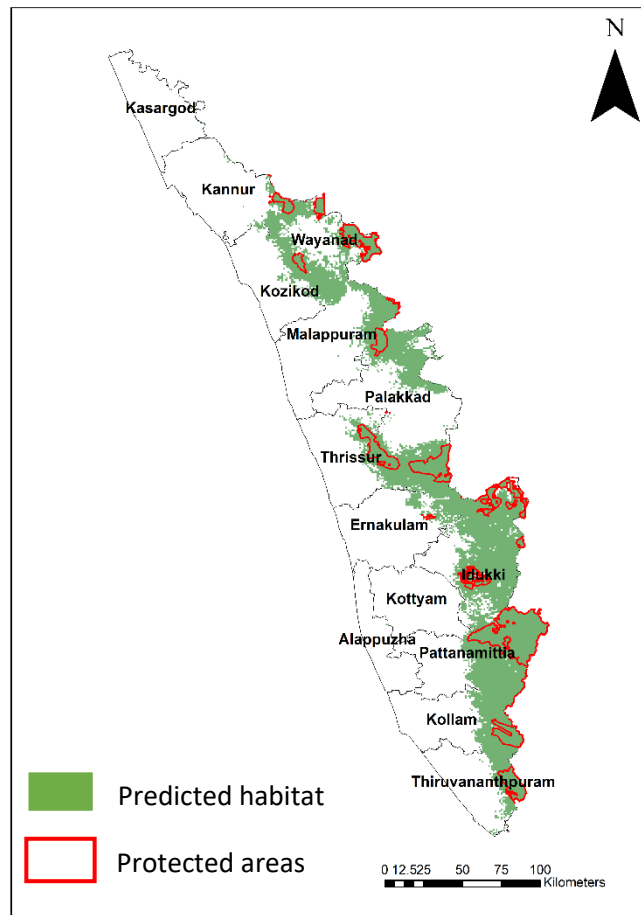 N
Kasargod
Kannur
Wayanad
Kozikod
Malappuram
Palakkad
Thrissur
Ernakulam
Idukki
Kottyam
Alappuzha
Pattanamittia
Kollam
Thiruvananthpuram
Predicted habitat
Protected areas
0 12.525 50 75 100
Kilometers